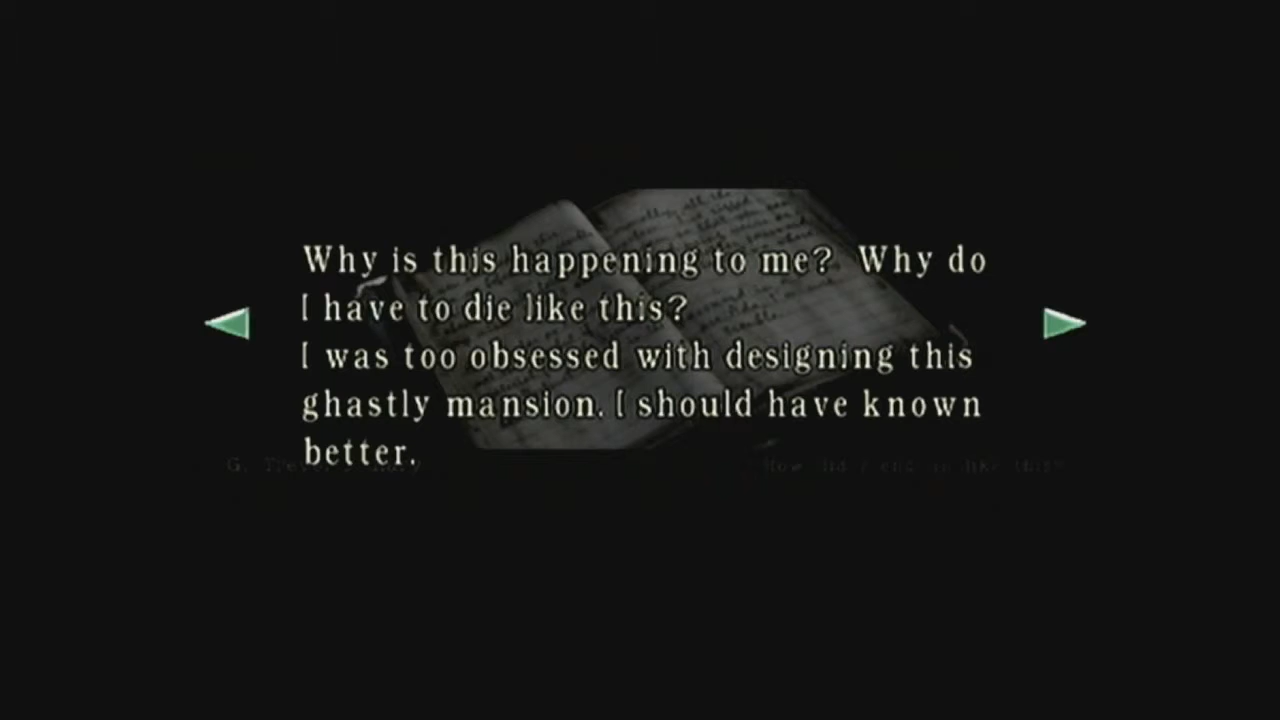 Why is this happening to me?  Why do
I have to die like this?
I was too obsessed with designing this
ghastly mansion. I should have known
better.